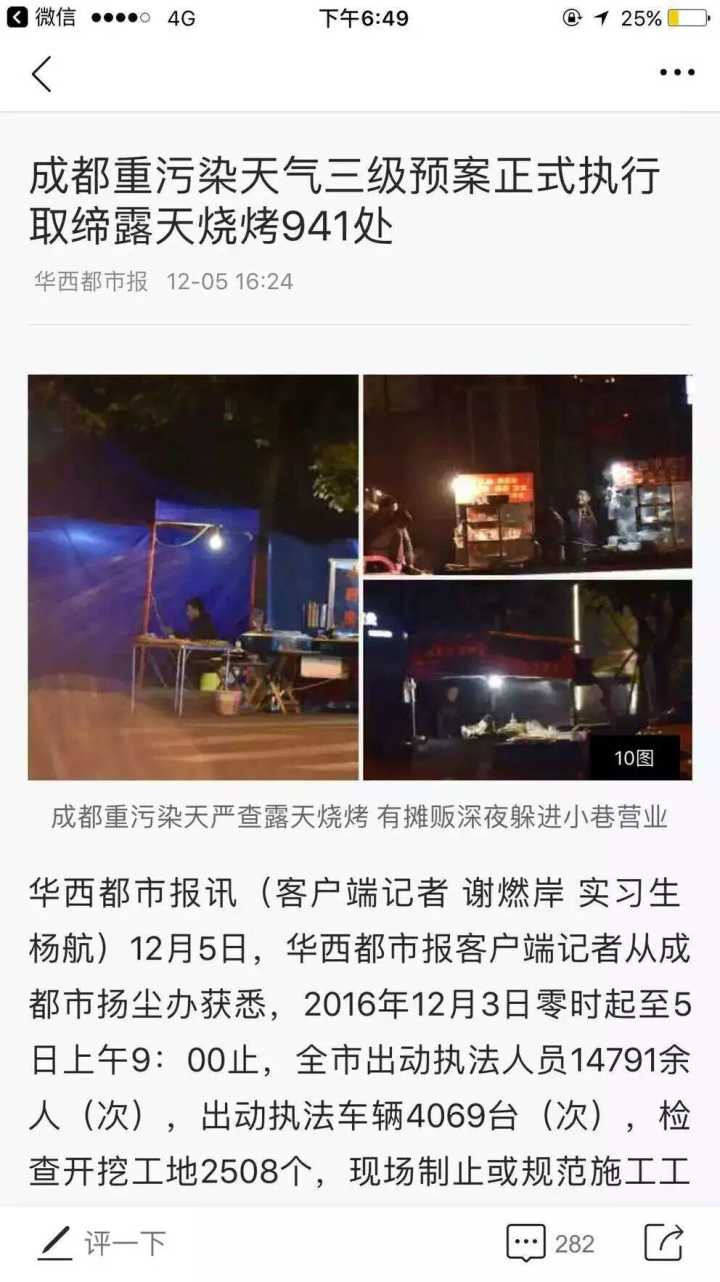 微信 4G 下午6:49 25%
成都重污染天气三级预案正式执行
取缔露天烧烤941处
华西都市报 12-05 16:24
10图
成都重污染天严查露天烧烤 有摊贩深夜躲进小巷营业
华西都市报讯（客户端记者 谢燃岸 实习生
杨航）12月5日，华西都市报客户端记者从成
都市扬尘办获悉，2016年12月3日零时起至5
日上午9：00止，全市出动执法人员14791余
人（次），出动执法车辆4069台（次），检
查开挖工地2508个，现场制止或规范施工工
评一下 282